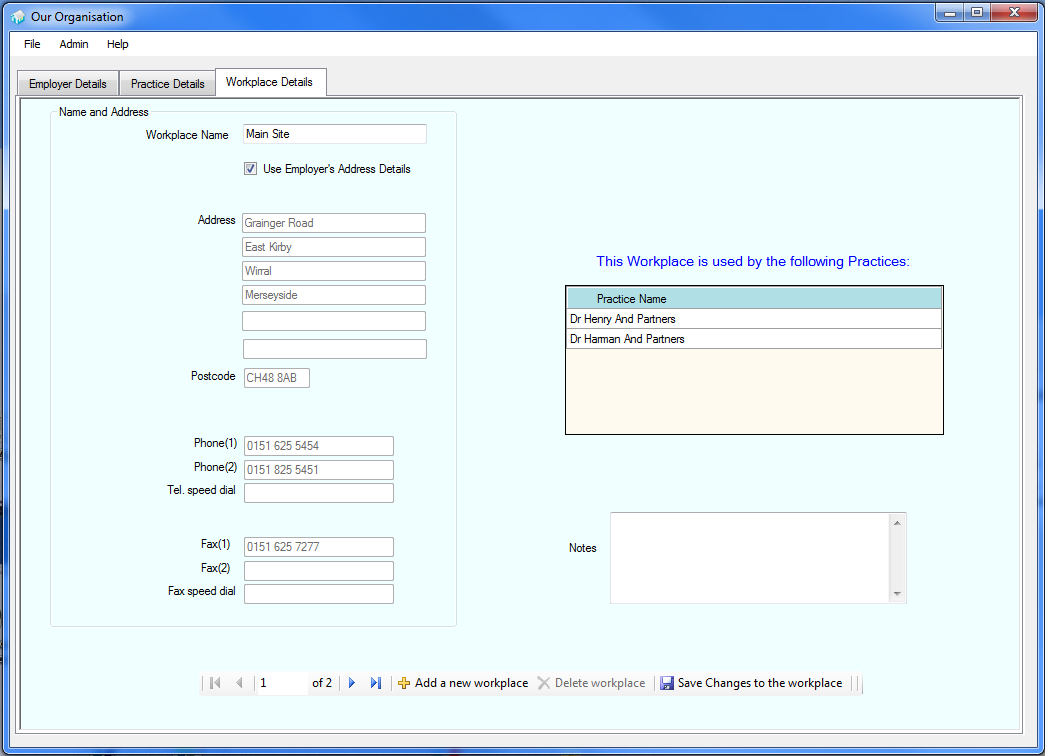 Our Organisation
File Admin Help
Employer Details Practice Details Workplace Details
Name and Address
Workplace Name Main Site
Use Employer's Address Details
Address Grainger Road
East Kirby
Wirral
Merseyside
Postcode CH48 8AB
Phone(1) 0151 625 5454
Phone(2) 0151 825 5451
Tel. speed dial
Fax(1) 0151 625 7277
Fax(2)
Fax speed dial
This Workplace is used by the following Practices:
Practice Name
Dr Henry And Partners
Dr Harman And Partners
Notes
1 of 2 Add a new workplace Delete workplace Save Changes to the workplace